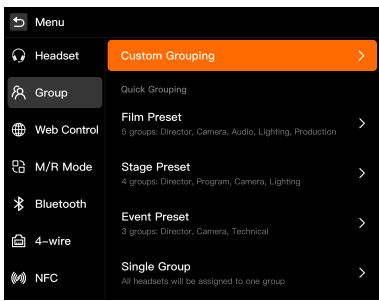 Menu
Headset
Group
Web Control
M/R Mode
Bluetooth
4-wire
NFC
Custom Grouping
Quick Grouping
Film Preset
5 groups: Director, Camera, Audio, Lighting, Production
Stage Preset
4 groups: Director, Program, Camera, Lighting
Event Preset
3 groups: Director, Camera, Technical
Single Group
All headsets will be assigned to one group